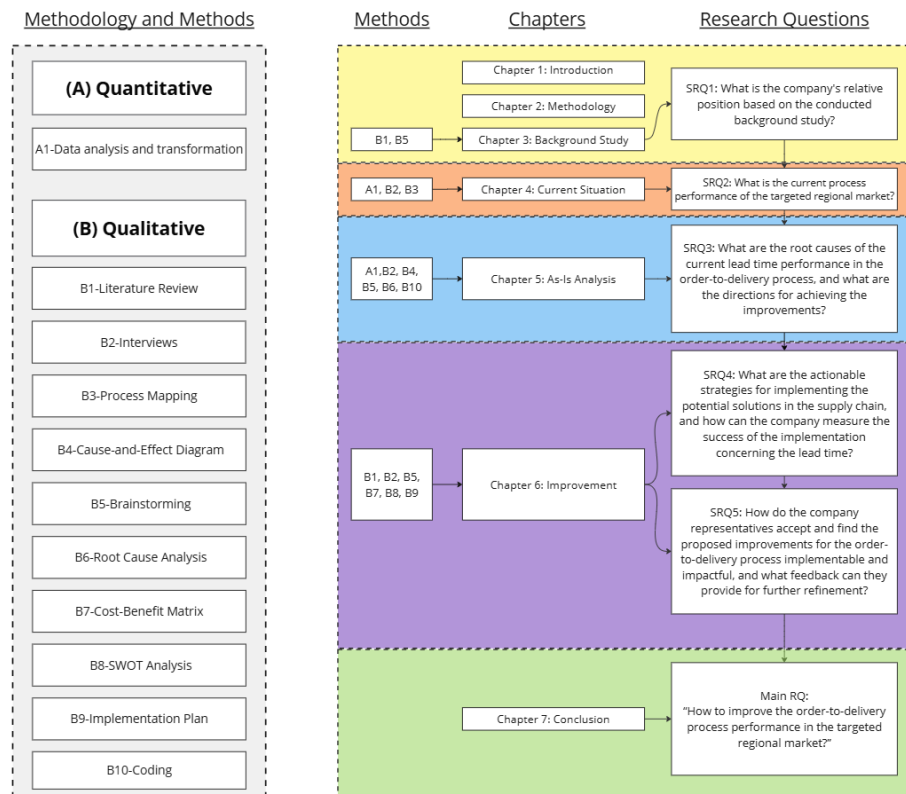 Methodology and Methods
(A) Quantitative
A1-Data analysis and transformation
(B) Qualitative
B1-Literature Review
B2-Interviews
B3-Process Mapping
B4-Cause-and-Effect Diagram
B5-Brainstorming
B6-Root Cause Analysis
B7-Cost-Benefit Matrix
B8-SWOT Analysis
B9-Implementation Plan
B10-Coding
Methods
Chapters
Research Questions
Chapter 1: Introduction
Chapter 2: Methodology
B1, B5
Chapter 3: Background Study
SRQ1: What is the company's relative
position based on the conducted
background study?
A1, B2, B3
Chapter 4: Current Situation
SRQ2: What is the current process
performance of the targeted regional market?
A1,B2, B4,
B5, B6, B10
Chapter 5: As-Is Analysis
SRQ3: What are the root causes of the
current lead time performance in the
order-to-delivery process, and what are
the directions for achieving the
improvements?
B1, B2, B5,
B7, B8, B9
Chapter 6: Improvement
SRQ4: What are the actionable
strategies for implementing the
potential solutions in the supply chain,
and how can the company measure the
success of the implementation
concerning the lead time?
SRQ5: How do the company
representatives accept and find the
proposed improvements for the order-
to-delivery process implementable and
impactful, and what feedback can they
provide for further refinement?
Chapter 7: Conclusion
Main RQ:
“How to improve the order-to-delivery
process performance in the targeted
regional market?”